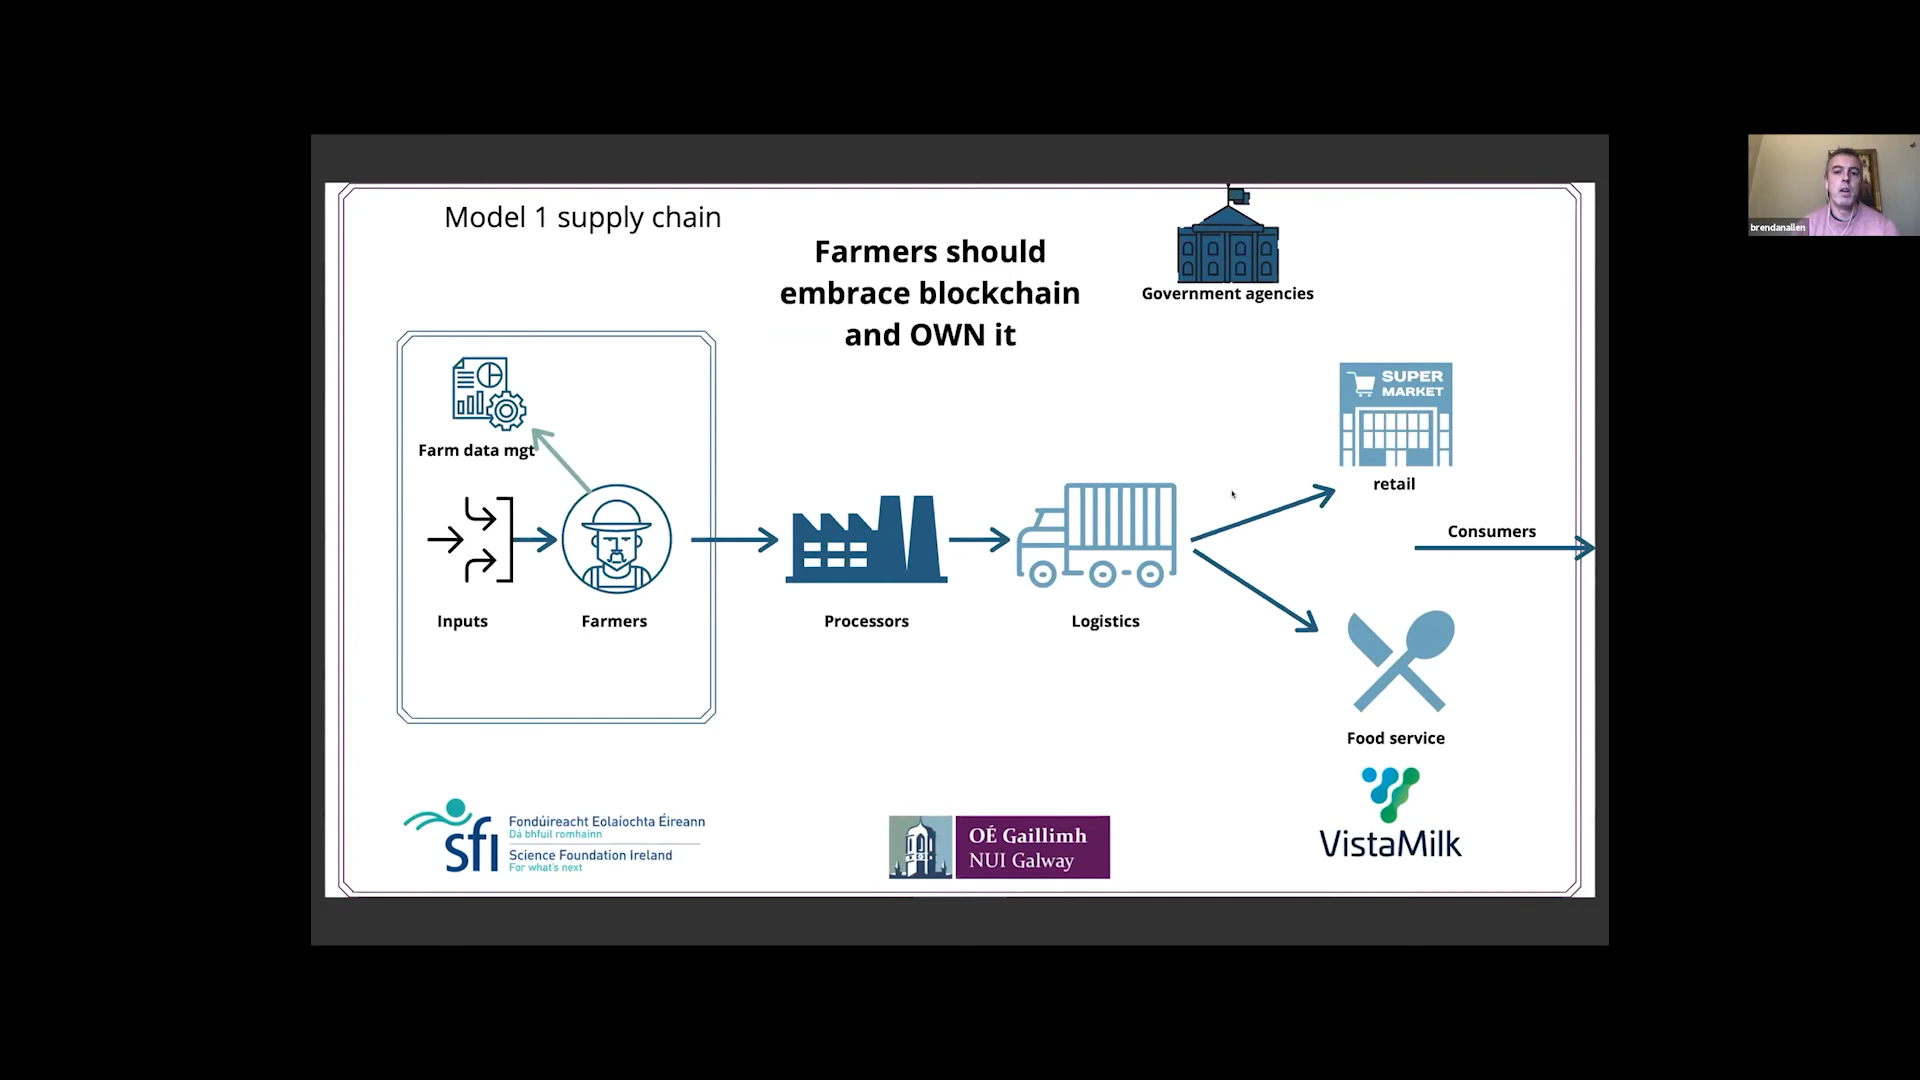 Model 1 supply chain
Farmers should
embrace blockchain
and OWN it
Government agencies
brendanallen
Farm data mgt
SUPER
MARKET
retail
Consumers
Inputs
Farmers
Processors
Logistics
Food service
sfi
Fondúireacht Eolaíochta Éireann
Dá bhfuil romhainn
Science Foundation Ireland
For what's next
OÉ Gaillimh
NUI Galway
VistaMilk